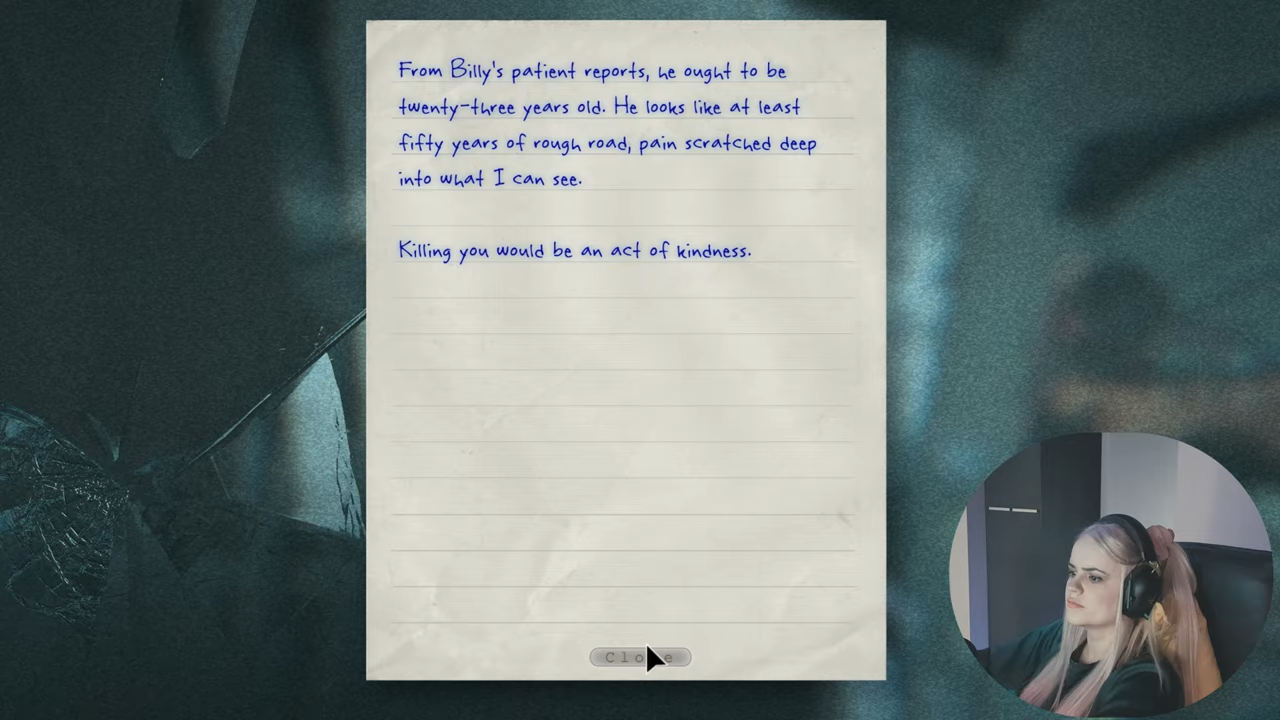 From Billy's patient reports, he ought to be
twenty-three years old. He looks like at least
fifty years of rough road, pain scratched deep
into what I can see.
Killing you would be an act of kindness.
Close